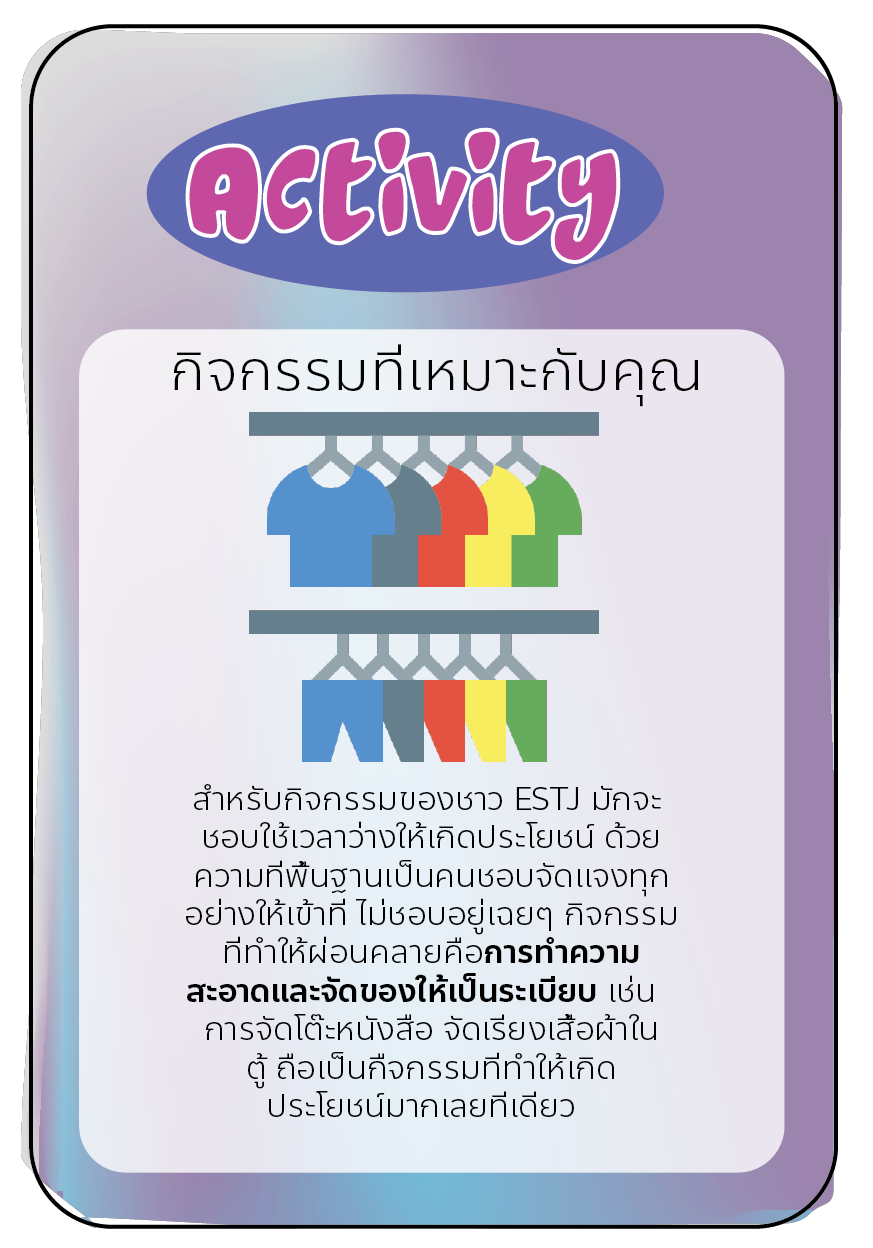 Activity
กิจกรรมที่เหมาะกับคุณ
สำหรับกิจกรรมของชาว ESTJ มักจะ
ชอบใช้เวลาว่างให้เกิดประโยชน์ ด้วย
ความที่พื้นฐานเป็นคนชอบจัดแจงทุก
อย่างให้เข้าที่ ไม่ชอบอยู่เฉยๆ กิจกรรม
ที่ทำให้ผ่อนคลายคือการทำความ
สะอาดและจัดของให้เป็นระเบียบ เช่น
การจัดโต๊ะหนังสือ จัดเรียงเสื้อผ้าใน
ตู้ ถือเป็นกืจกรรมที่ทำให้เกิด
ประโยชน์มากเลยทีเดียว